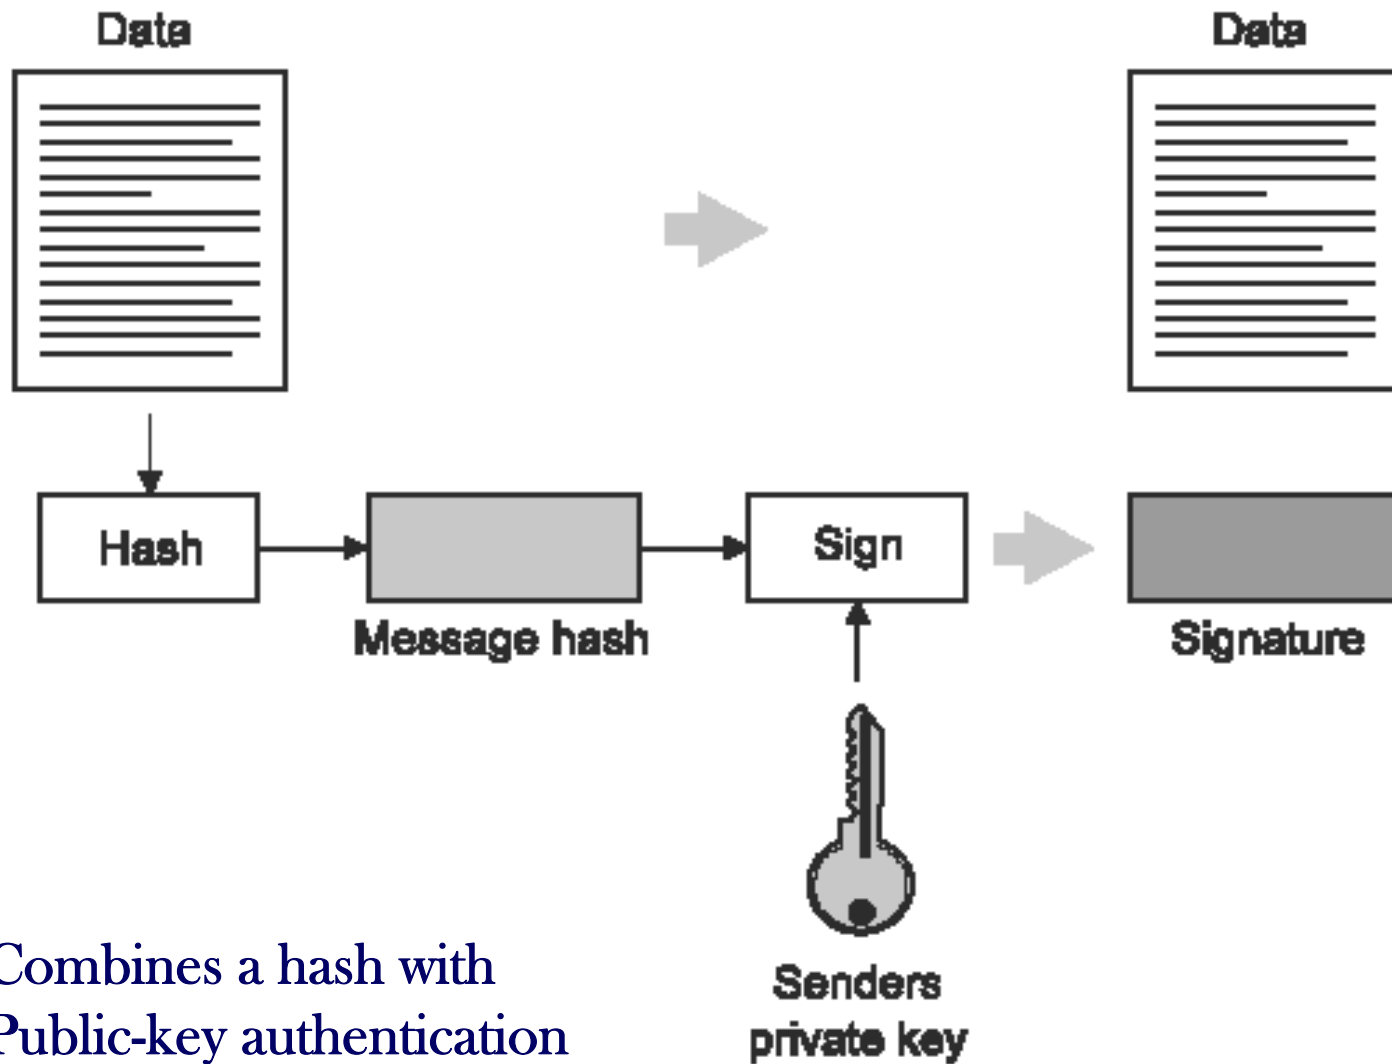 Data
Data
Hash
Sign
Message hash
Signature
Senders
private key
Combines a hash with
Public-key authentication